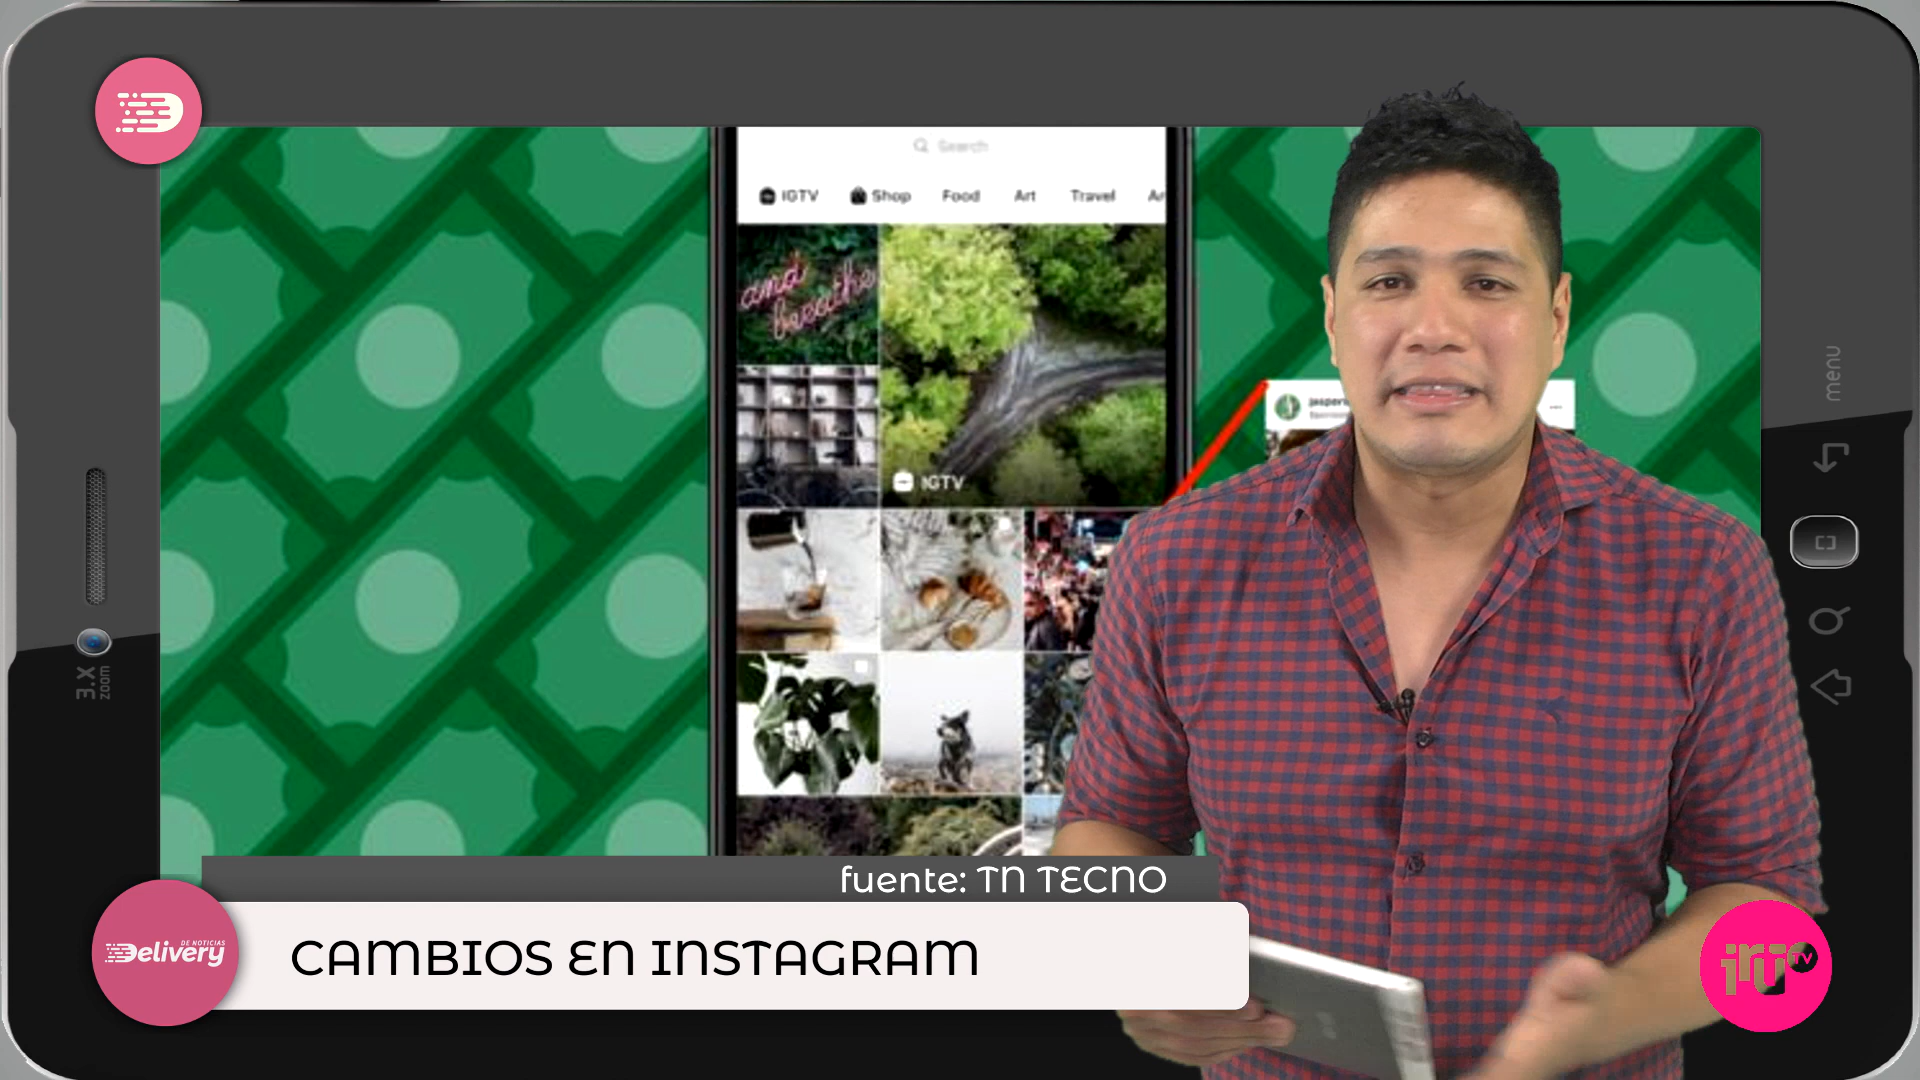 Search
IGTV Shop Food Art Travel
and
breathe
IGTV
menu
3.X
zoom
fuente: TN TECNO
CAMBIOS EN INSTAGRAM
DE NOTICIAS
Delivery
irü
TV